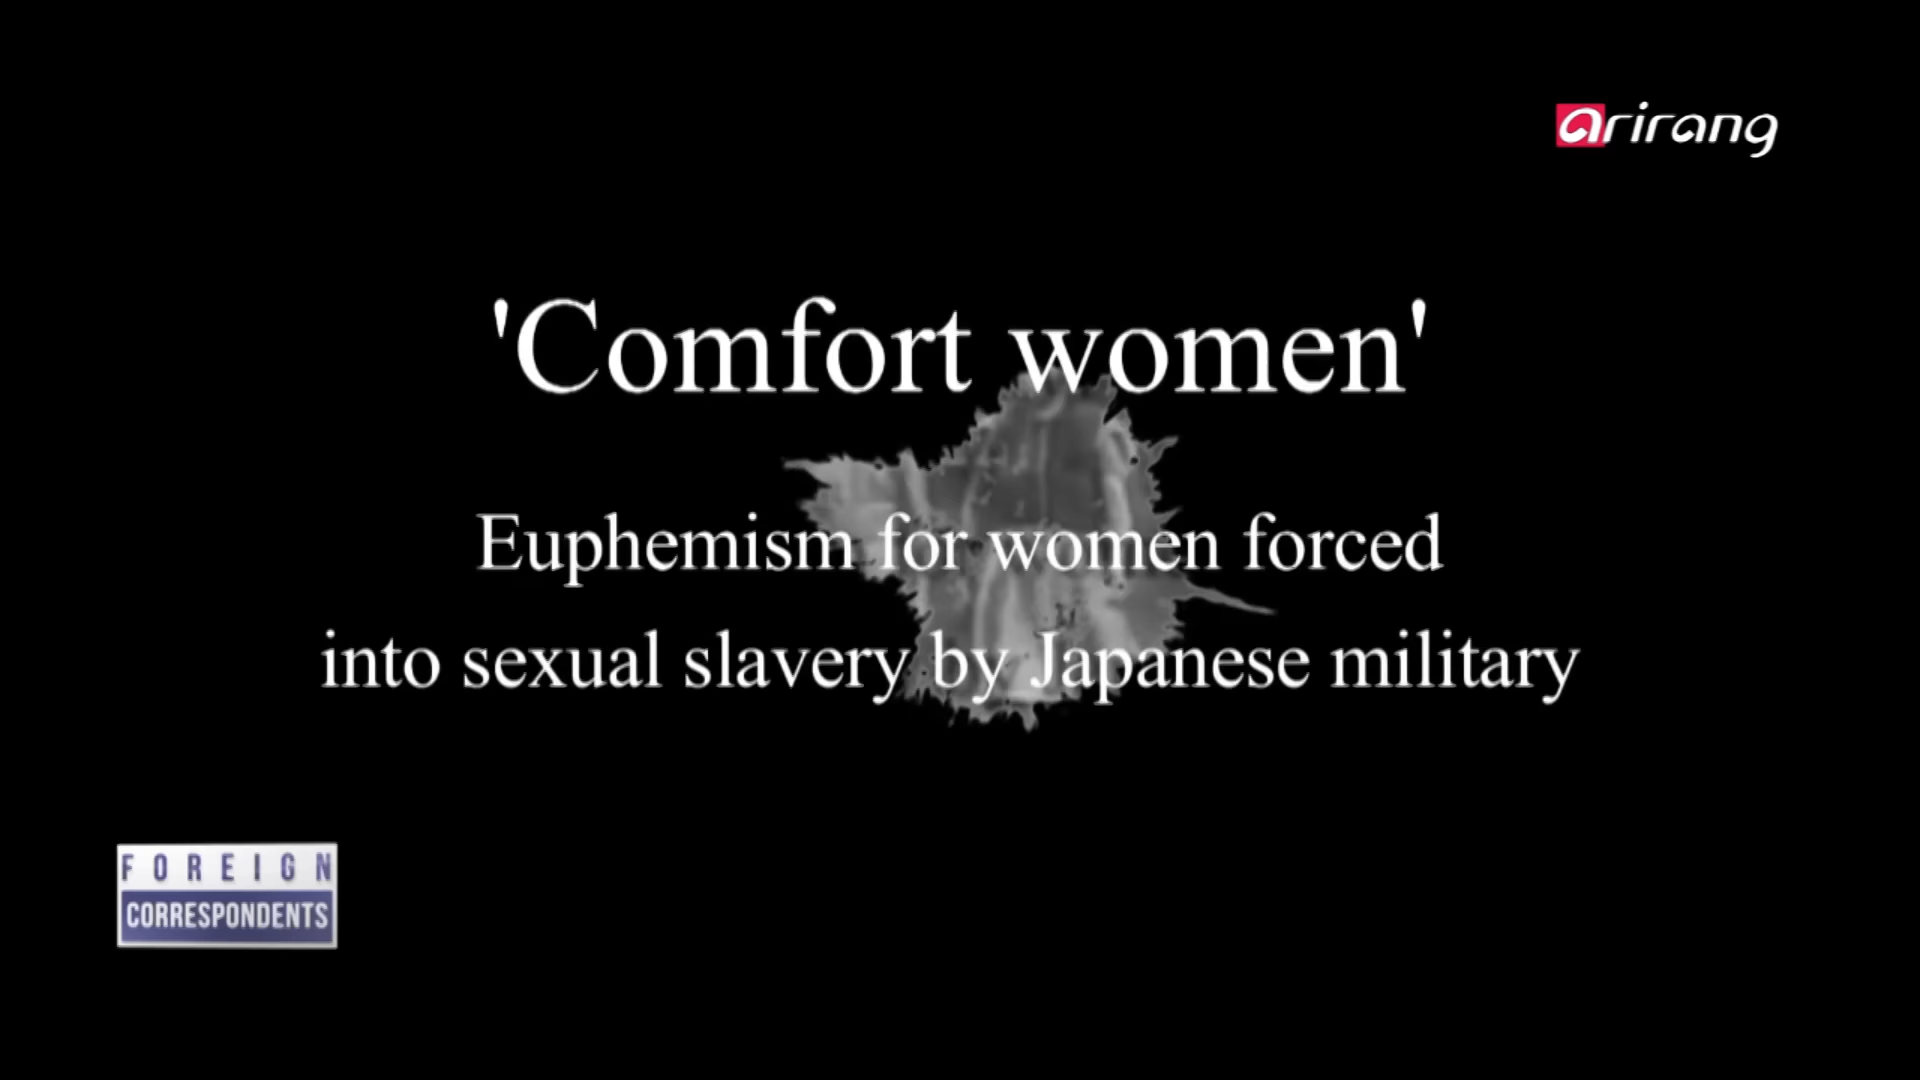 arirang
'Comfort women'
Euphemism for women forced
into sexual slavery by Japanese military
FOREIGN
CORRESPONDENTS